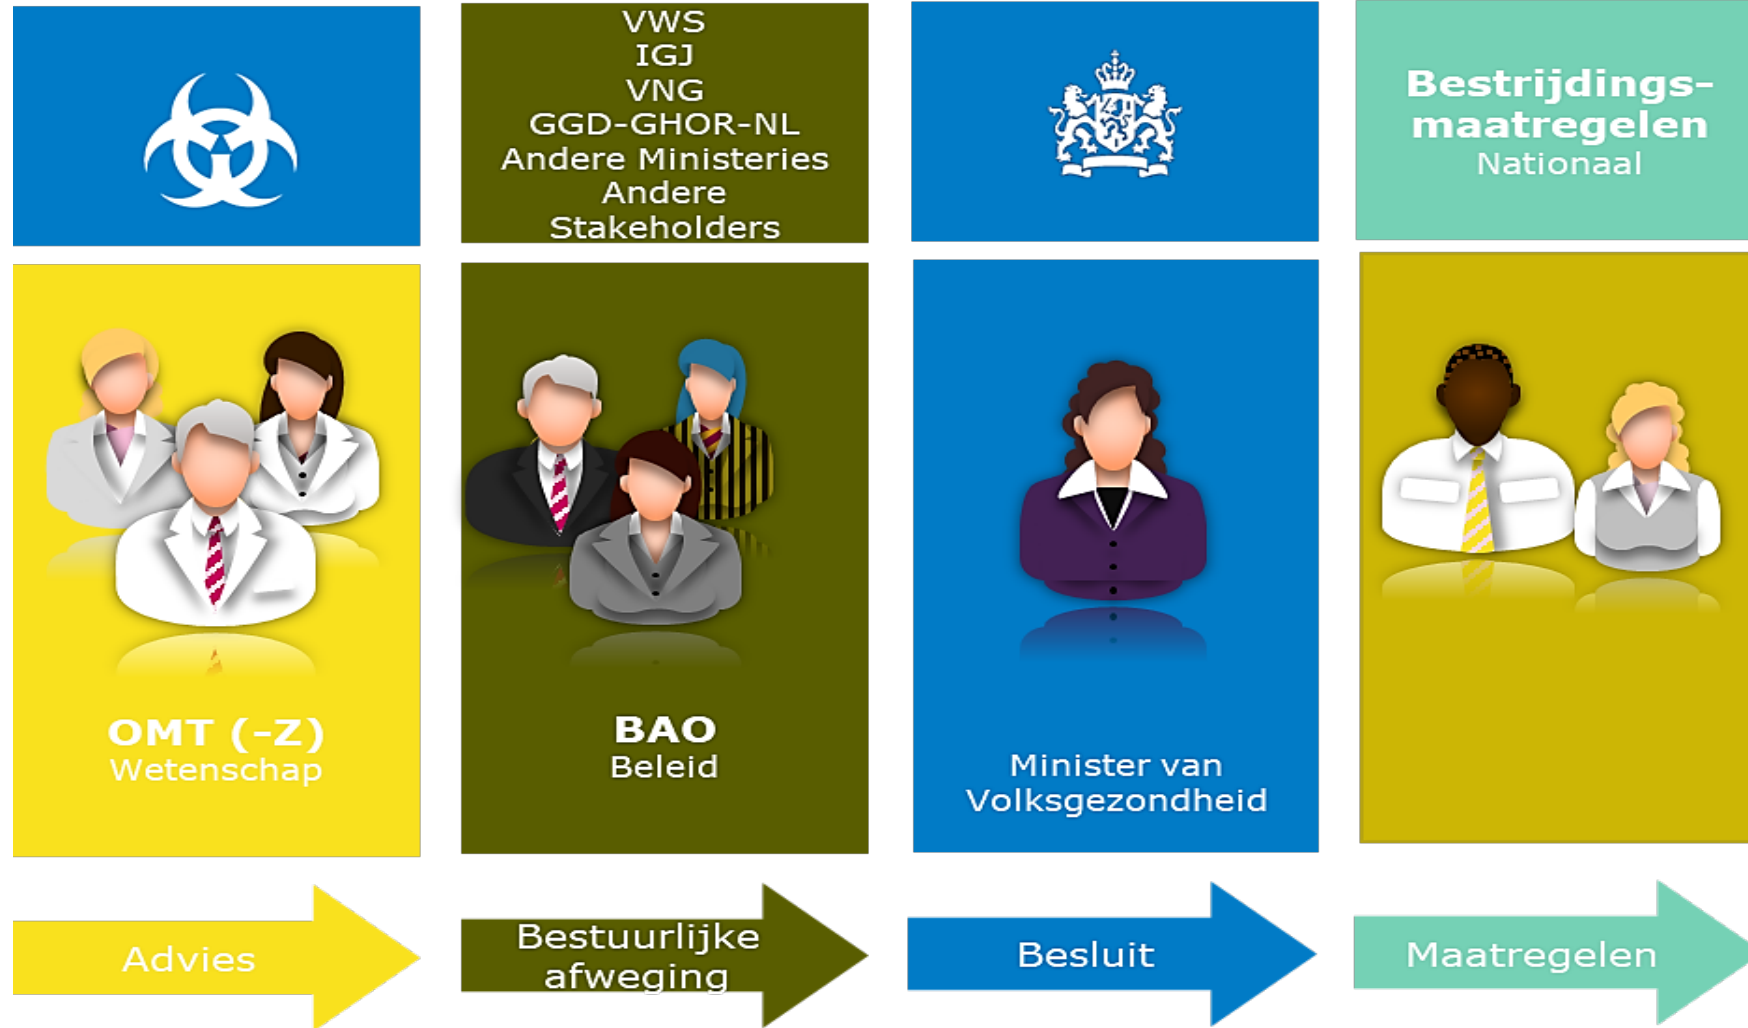 VWS
IGJ
VNG
GGD-GHOR-NL
Andere Ministeries
Andere
Stakeholders
Bestrijdings-
maatregelen
Nationaal
OMT (-Z)
Wetenschap
BAO
Beleid
Minister van
Volksgezondheid
Advies
Bestuurlijke
afweging
Besluit
Maatregelen